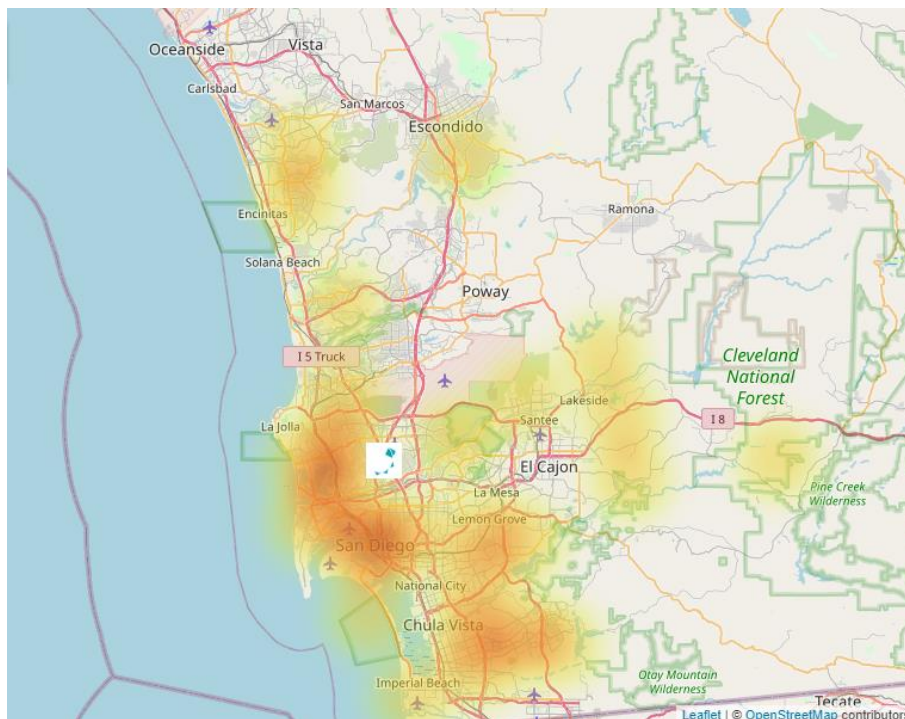 Oceanside
Vista
Carlsbad
San Marcos
Escondido
Encinitas
Ramona
Solana Beach
Poway
I 5 Truck
Cleveland
National
Forest
La Jolla
Lakeside
Santee
I 8
El Cajon
La Mesa
Pine Creek
Wilderness
Lemon Grove
San Diego
National City
Chula Vista
Imperial Beach
Otay Mountain
Wilderness
Tecate
Leaflet | © OpenStreetMap contributors